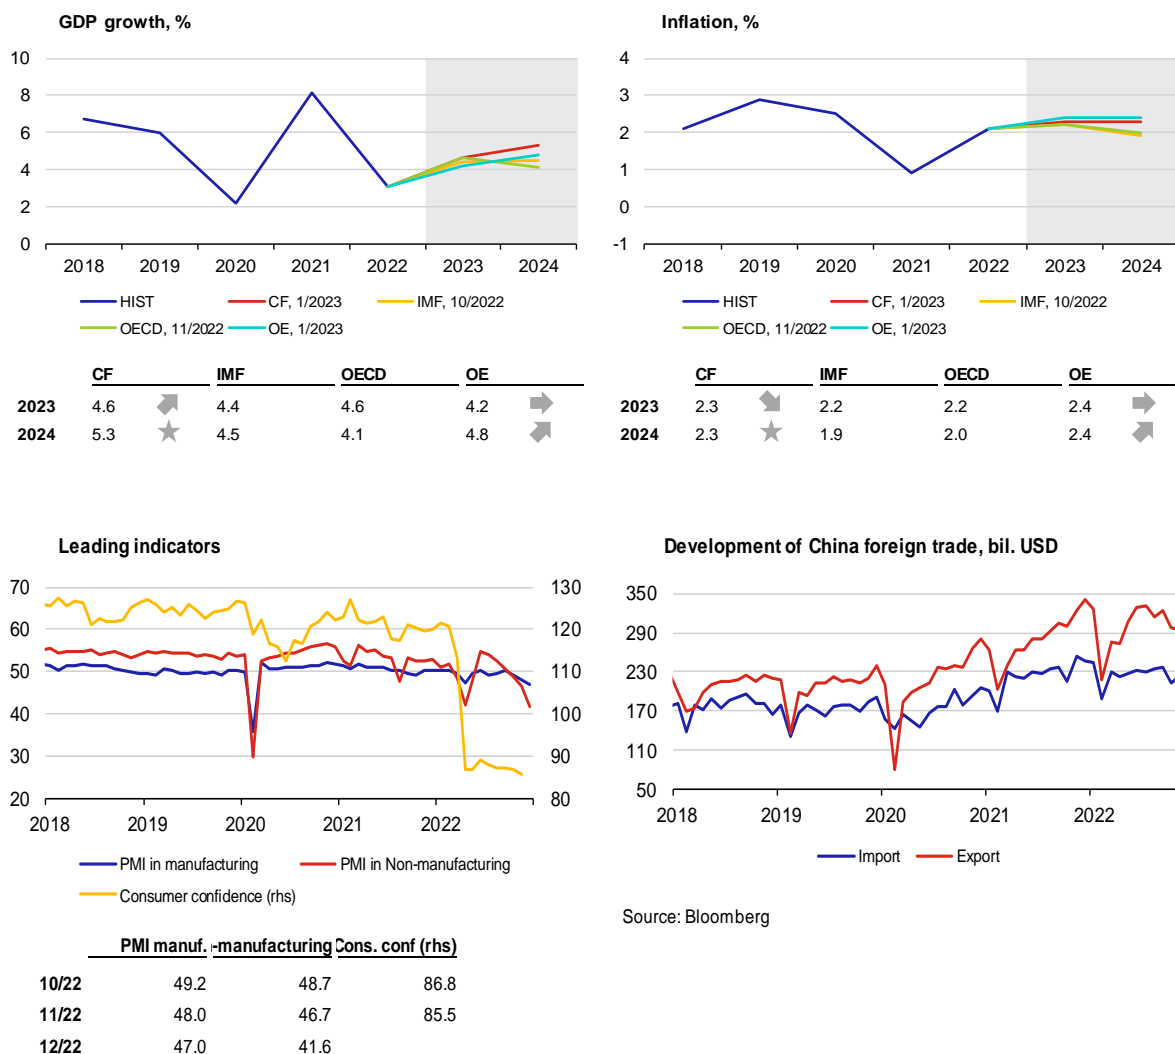 GDP growth, %
10
8
6
4
2
0
2018 2019 2020 2021 2022 2023 2024
HIST CF, 1/2023 IMF, 10/2022
OECD, 11/2022 OE, 1/2023
CF IMF OECD OE
2023 4.6 4.4 4.6 4.2
2024 5.3 4.5 4.1 4.8
Inflation, %
4
3
2
1
0
-1
2018 2019 2020 2021 2022 2023 2024
HIST CF, 1/2023 IMF, 10/2022
OECD, 11/2022 OE, 1/2023
CF IMF OECD OE
2023 2.3 2.2 2.2 2.4
2024 2.3 1.9 2.0 2.4
Leading indicators
70 130
60 120
50 110
40 100
30 90
20 80
2018 2019 2020 2021 2022
PMI in manufacturing PMI in Non-manufacturing
Consumer confidence (rhs)
PMI manuf. -manufacturing Cons. conf (rhs)
10/22 49.2 48.7 86.8
11/22 48.0 46.7 85.5
12/22 47.0 41.6
Development of China foreign trade, bil. USD
350
290
230
170
110
50
2018 2019 2020 2021 2022
Import Export
Source: Bloomberg